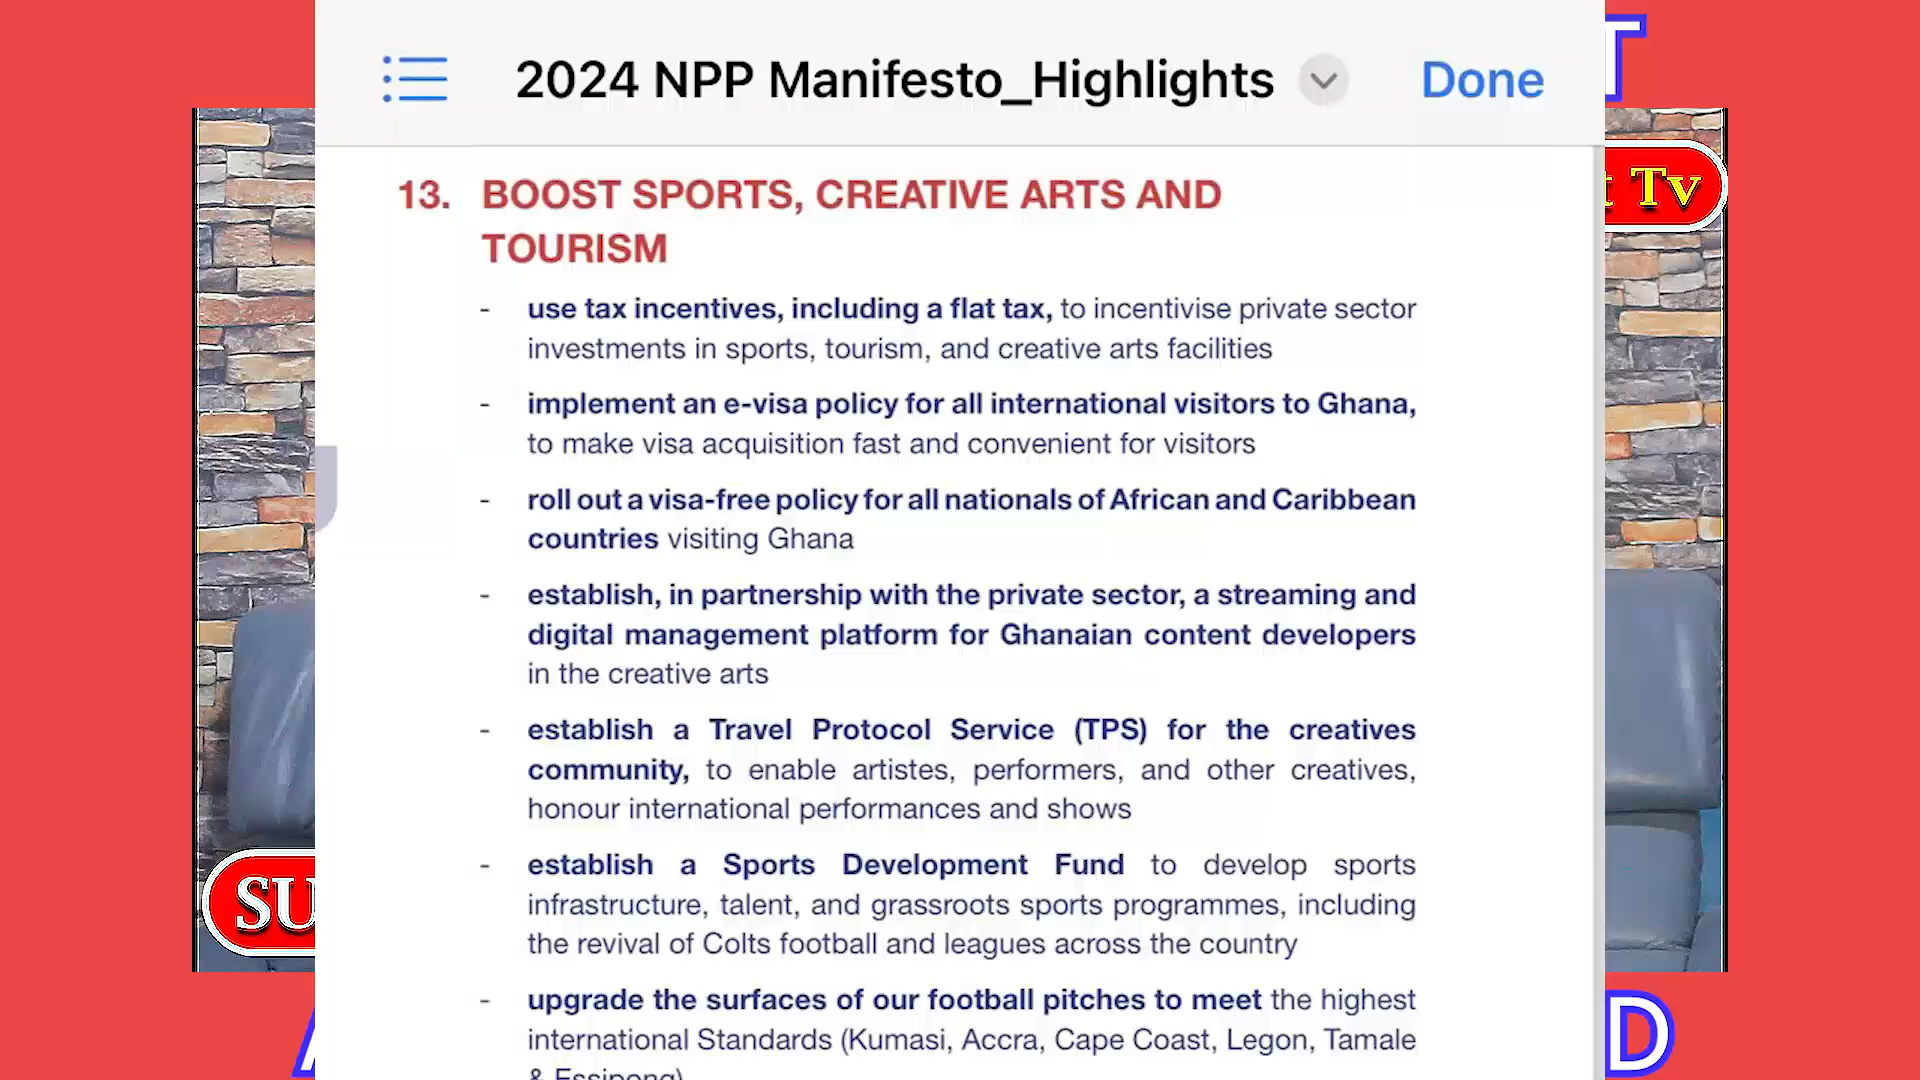 T
2024 NPP Manifesto_Highlights
Done
t Tv
13. BOOST SPORTS, CREATIVE ARTS AND
TOURISM
- use tax incentives, including a flat tax, to incentivise private sector
investments in sports, tourism, and creative arts facilities
- implement an e-visa policy for all international visitors to Ghana,
to make visa acquisition fast and convenient for visitors
- roll out a visa-free policy for all nationals of African and Caribbean
countries visiting Ghana
- establish, in partnership with the private sector, a streaming and
digital management platform for Ghanaian content developers
in the creative arts
- establish a Travel Protocol Service (TPS) for the creatives
community, to enable artistes, performers, and other creatives,
honour international performances and shows
- establish a Sports Development Fund to develop sports
infrastructure, talent, and grassroots sports programmes, including
the revival of Colts football and leagues across the country
SU
- upgrade the surfaces of our football pitches to meet the highest
international Standards (Kumasi, Accra, Cape Coast, Legon, Tamale
& Essipong)
A
D